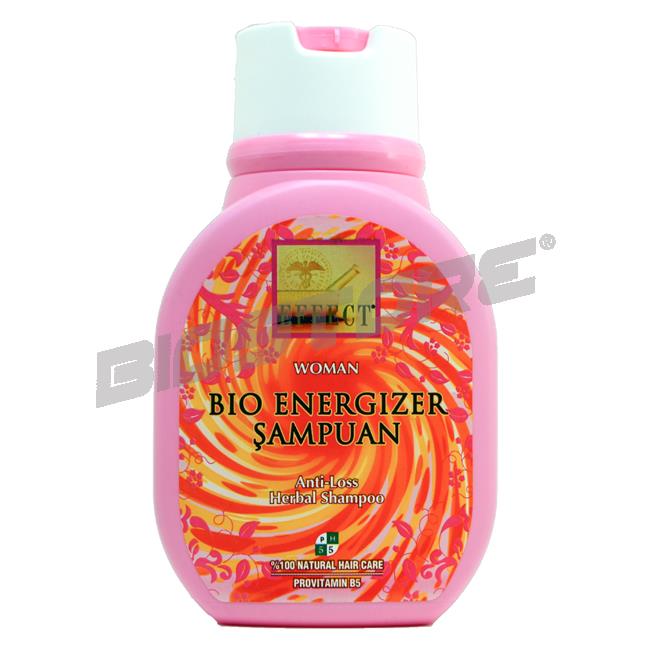 EFFECT
WOMAN
BIO ENERGIZER
ŞAMPUAN
Anti-Loss
Herbal Shampoo
PH
5.5
%100 NATURAL HAIR CARE
PROVITAMIN B5